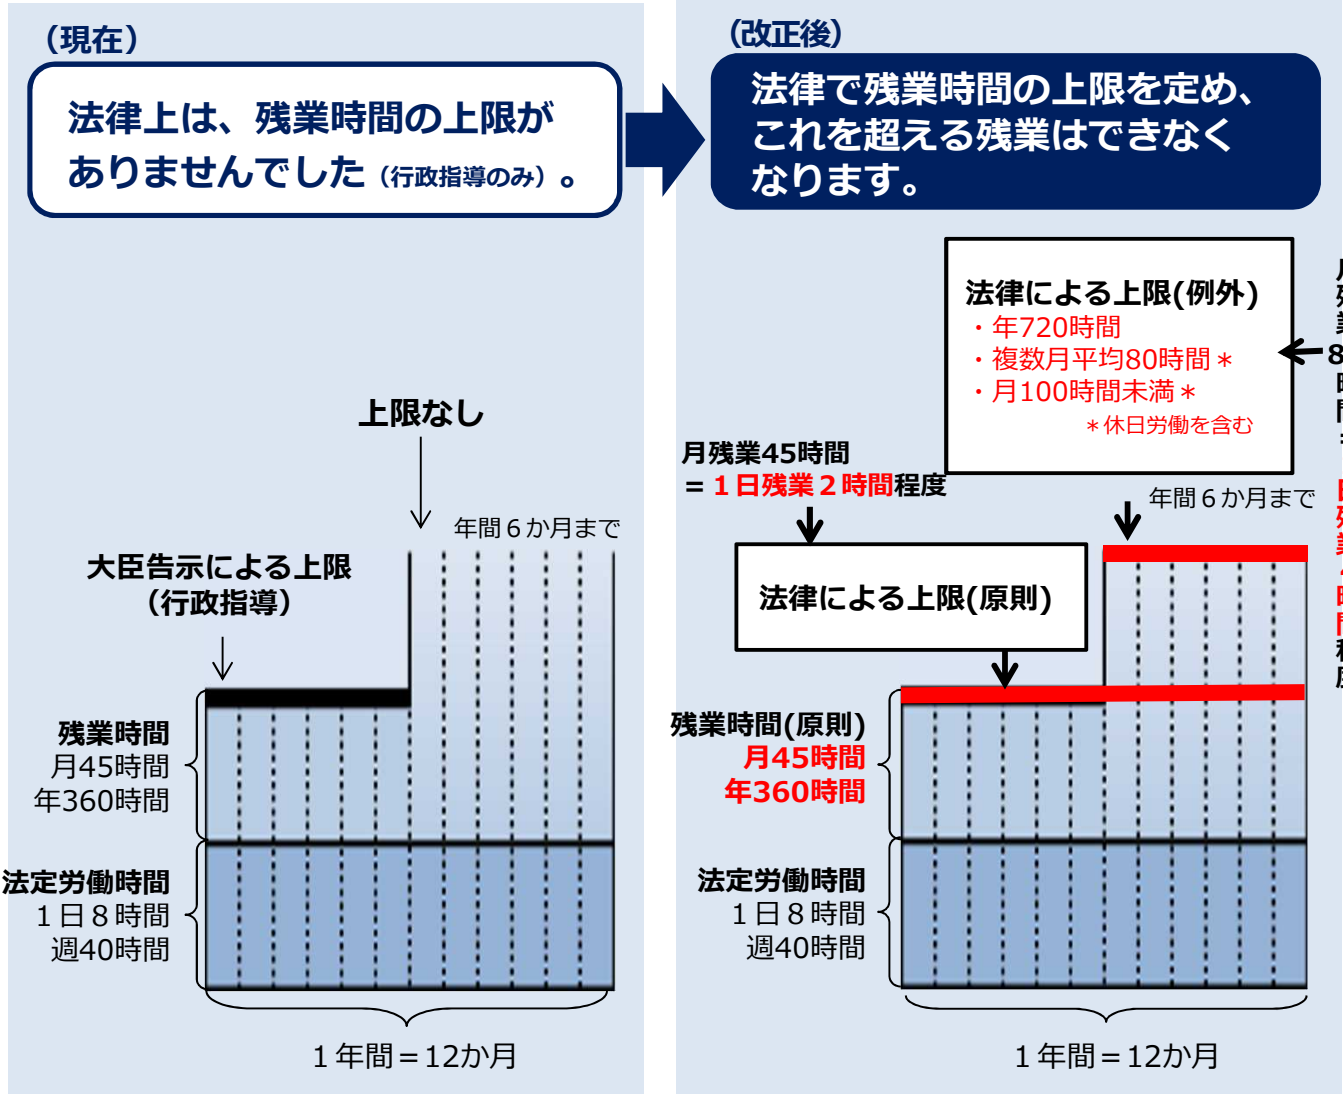 （現在）
法律上は、残業時間の上限が
ありませんでした（行政指導のみ）。
上限なし
年間６か月まで
大臣告示による上限
（行政指導）
残業時間
月45時間
年360時間
法定労働時間
１日８時間
週40時間
１年間＝12か月
（改正後）
法律で残業時間の上限を定め、
これを超える残業はできなく
なります。
法律による上限(例外)
・年720時間
・複数月平均80時間＊
・月100時間未満＊
＊休日労働を含む
月残業45時間
＝１日残業２時間程度
年間６か月まで
法律による上限(原則)
残業時間(原則)
月45時間
年360時間
法定労働時間
１日８時間
週40時間
１年間＝12か月